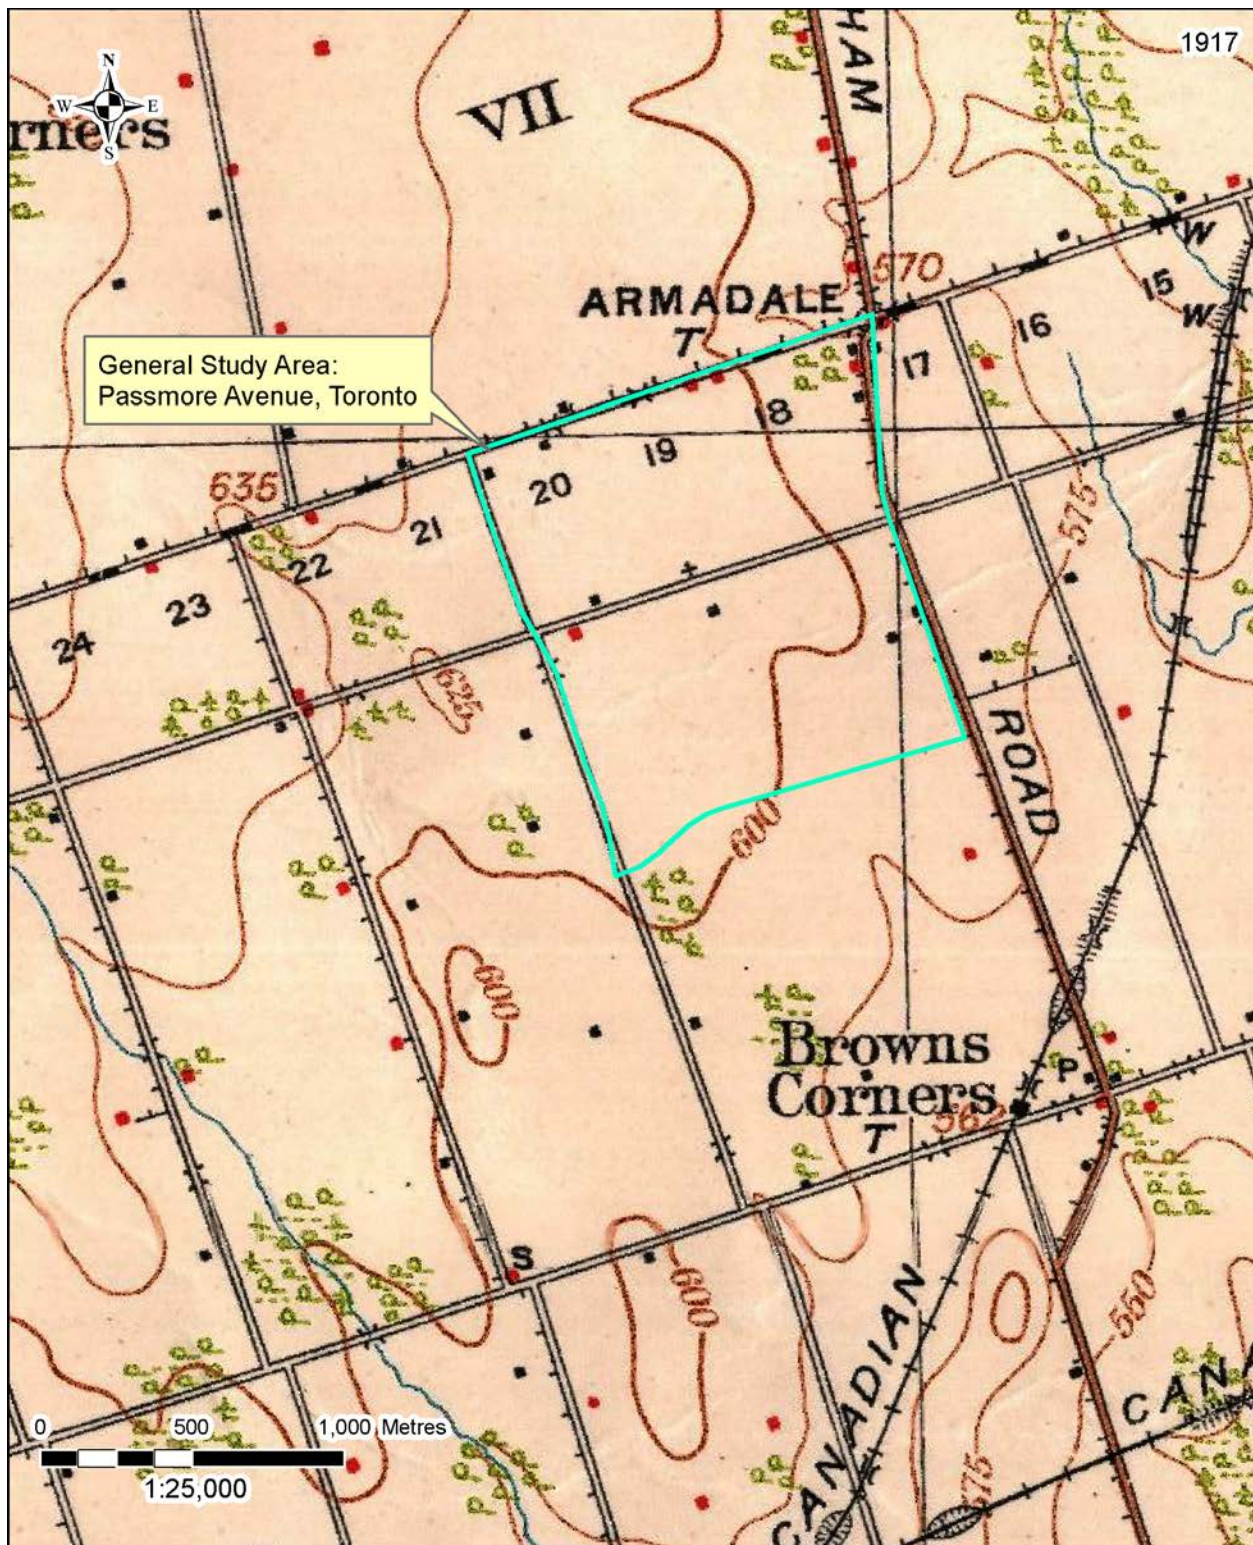 1917
N
W E
S
rners
VII
HAM
570
ARMADALE
T
W
15
W
16
17
General Study Area:
Passmore Avenue, Toronto
18
19
20
635
21
22
23
24
575
625
ROAD
600
600
Browns
Corners
P
562
T
S
600
CANADIAN
550
CANA
575
0 500 1,000 Metres
1:25,000